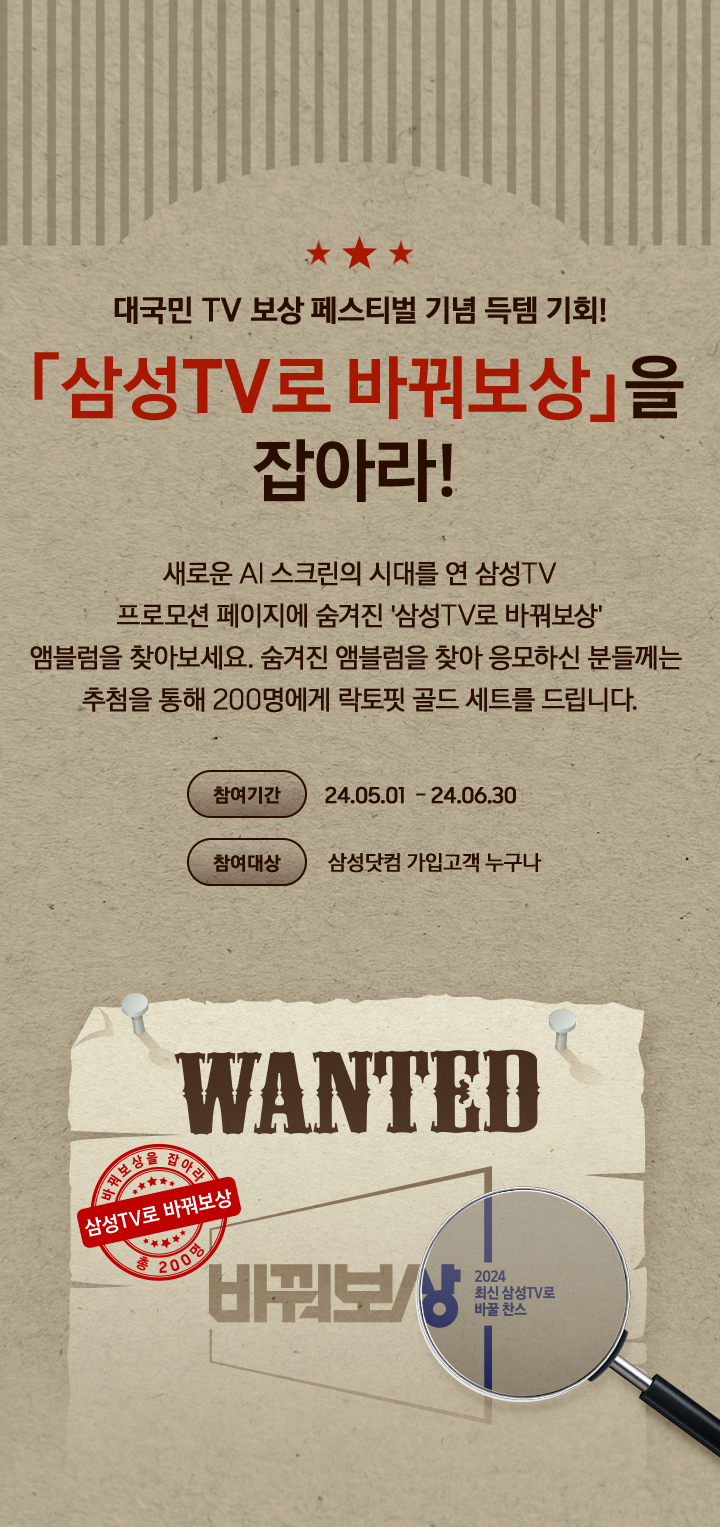 대국민 TV 보상 페스티벌 기념 득템 기회!
「삼성TV로 바꿔보상」을
잡아라!
새로운 AI 스크린의 시대를 연 삼성TV
프로모션 페이지에 숨겨진 '삼성TV로 바꿔보상'
앰블럼을 찾아보세요. 숨겨진 앰블럼을 찾아 응모하신 분들께는
추첨을 통해 200명에게 락토핏 골드 세트를 드립니다.
참여기간 24.05.01 - 24.06.30
참여대상 삼성닷컴 가입고객 누구나
WANTED
바꿔보상을 잡아라
삼성TV로 바꿔보상
총 200명
바꿔보상
2024
최신 삼성TV로
바꿀 찬스